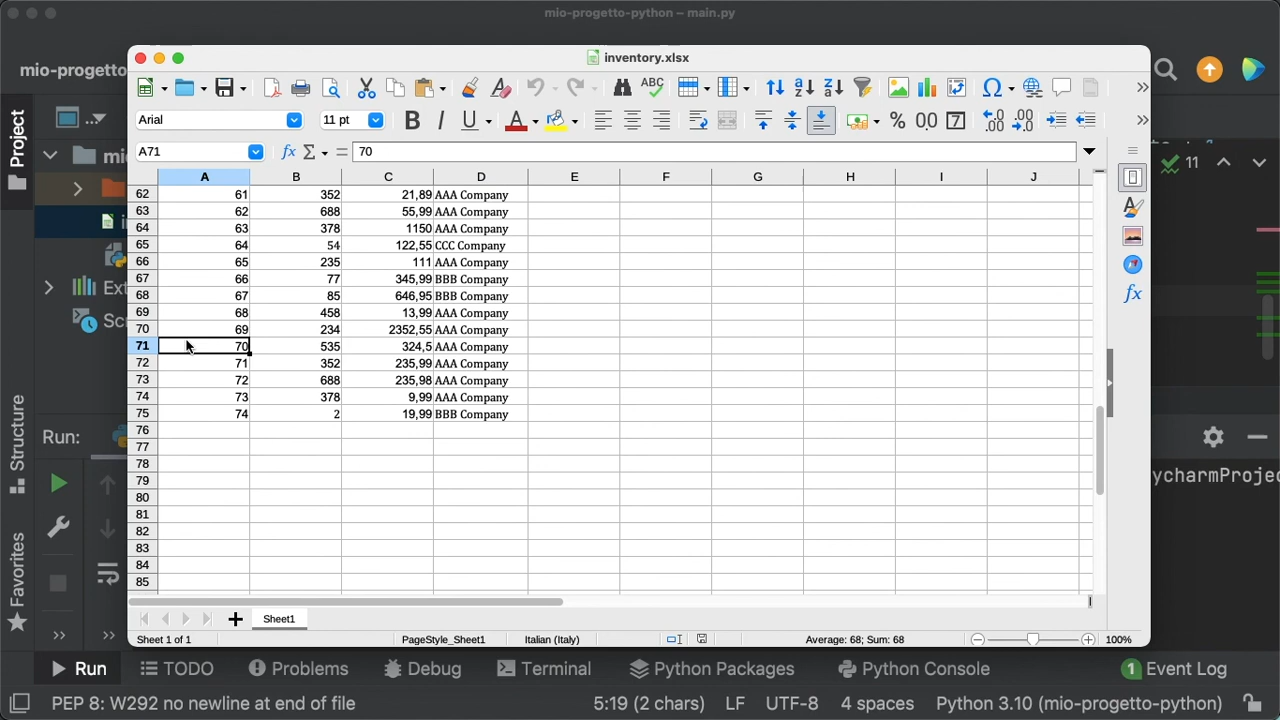 mio-progetto-python – main.py
mio-progetto
inventory.xlsx
ABC
Arial
11 pt
B I U A
A71
fx Σ = 70
A B C D E F G H I J
62 61 352 21,89 AAA Company
63 62 688 55,99 AAA Company
64 63 378 1150 AAA Company
65 64 54 122,55 CCC Company
66 65 235 111 AAA Company
67 66 77 345,99 BBB Company
68 67 85 646,95 BBB Company
69 68 458 13,99 AAA Company
70 69 234 2352,55 AAA Company
71 70 535 324,5 AAA Company
72 71 352 235,99 AAA Company
73 72 688 235,98 AAA Company
74 73 378 9,99 AAA Company
75 74 2 19,99 BBB Company
76
77
78
79
80
81
82
83
84
85
Sheet1
Sheet 1 of 1 PageStyle_Sheet1 Italian (Italy) Average: 68; Sum: 68 100%
Project
Structure
Favorites
mi
Ext
Scr
11
Run:
ycharmProje
Run TODO Problems Debug Terminal Python Packages Python Console 1 Event Log
PEP 8: W292 no newline at end of file 5:19 (2 chars) LF UTF-8 4 spaces Python 3.10 (mio-progetto-python)